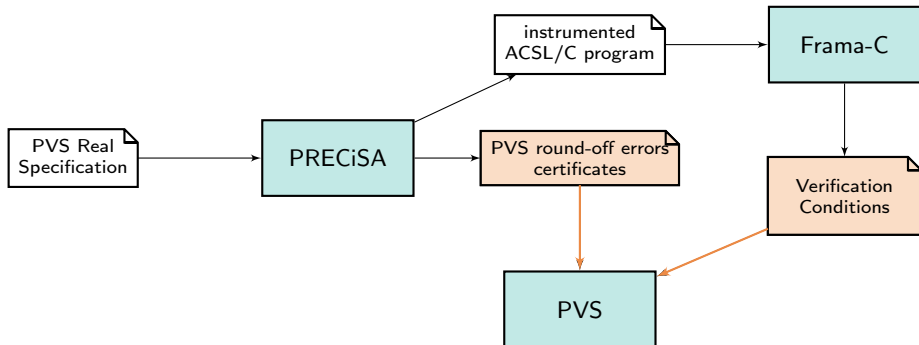 instrumented
ACSL/C program
Frama-C
PVS Real
Specification
PRECiSA
PVS round-off errors
certificates
Verification
Conditions
PVS